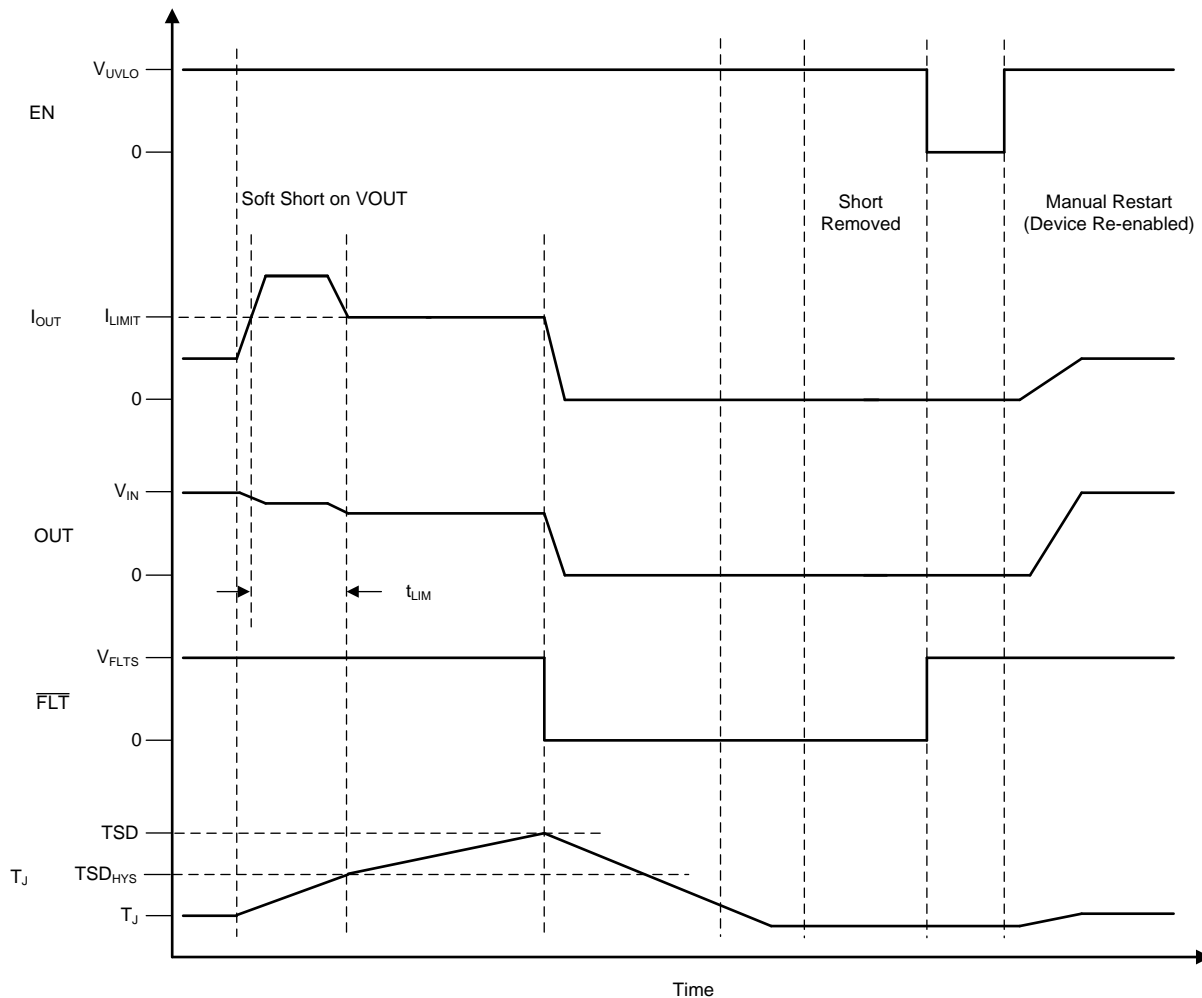 V_UVLO
EN
0
Soft Short on VOUT
Short
Removed
Manual Restart
(Device Re-enabled)
I_OUT
I_LIMIT
0
V_IN
OUT
0
t_LIM
V_FLTS
FLT
0
TSD
T_J
TSD_HYS
T_J
Time